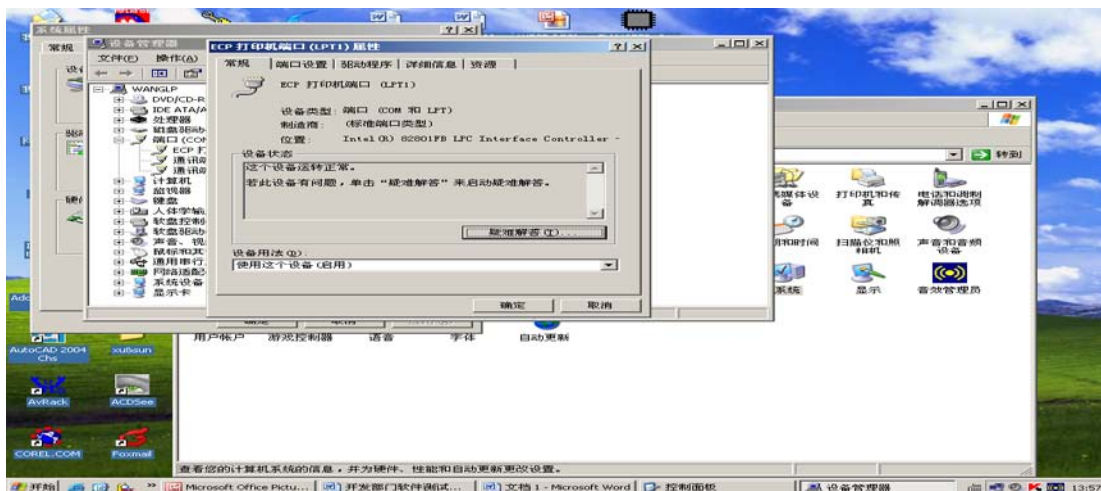 系统属性
常规
设备管理器
文件(F) 操作(A)
WANGLP
DVD/CD-R
IDE ATA/A
处理器
磁盘驱动
端口 (COM
ECP 打
通讯端
通讯端
计算机
监视器
键盘
人体学输
软盘控制
软盘驱动
声音、视
鼠标和其
通用串行
网络适配
系统设备
显示卡
ECP 打印机端口 (LPT1) 属性
常规 端口设置 驱动程序 详细信息 资源
ECP 打印机端口 (LPT1)
设备类型: 端口 (COM 和 LPT)
制造商: (标准端口类型)
位置: Intel(R) 82801FB LPC Interface Controller -
设备状态
这个设备运转正常。
若此设备有问题，单击“疑难解答”来启动疑难解答。
疑难解答(T)...
设备用法(D):
使用这个设备(启用)
确定 取消
转到
打印机和传真
电话和调制解调器选项
扫描仪和照相机
声音和音频设备
系统
显示
音效管理员
用户帐户 游戏控制器 语音 字体 自动更新
AutoCAD 2004 Chs
xu8sun
AvRack
ACDSee
COREL.COM
Foxmail
查看您的计算机系统的信息，并为硬件、性能和自动更新更改设置。
开始
Microsoft Office Pictu...
开发部门软件测试...
文档 1 - Microsoft Word
控制面板
设备管理器
13:57